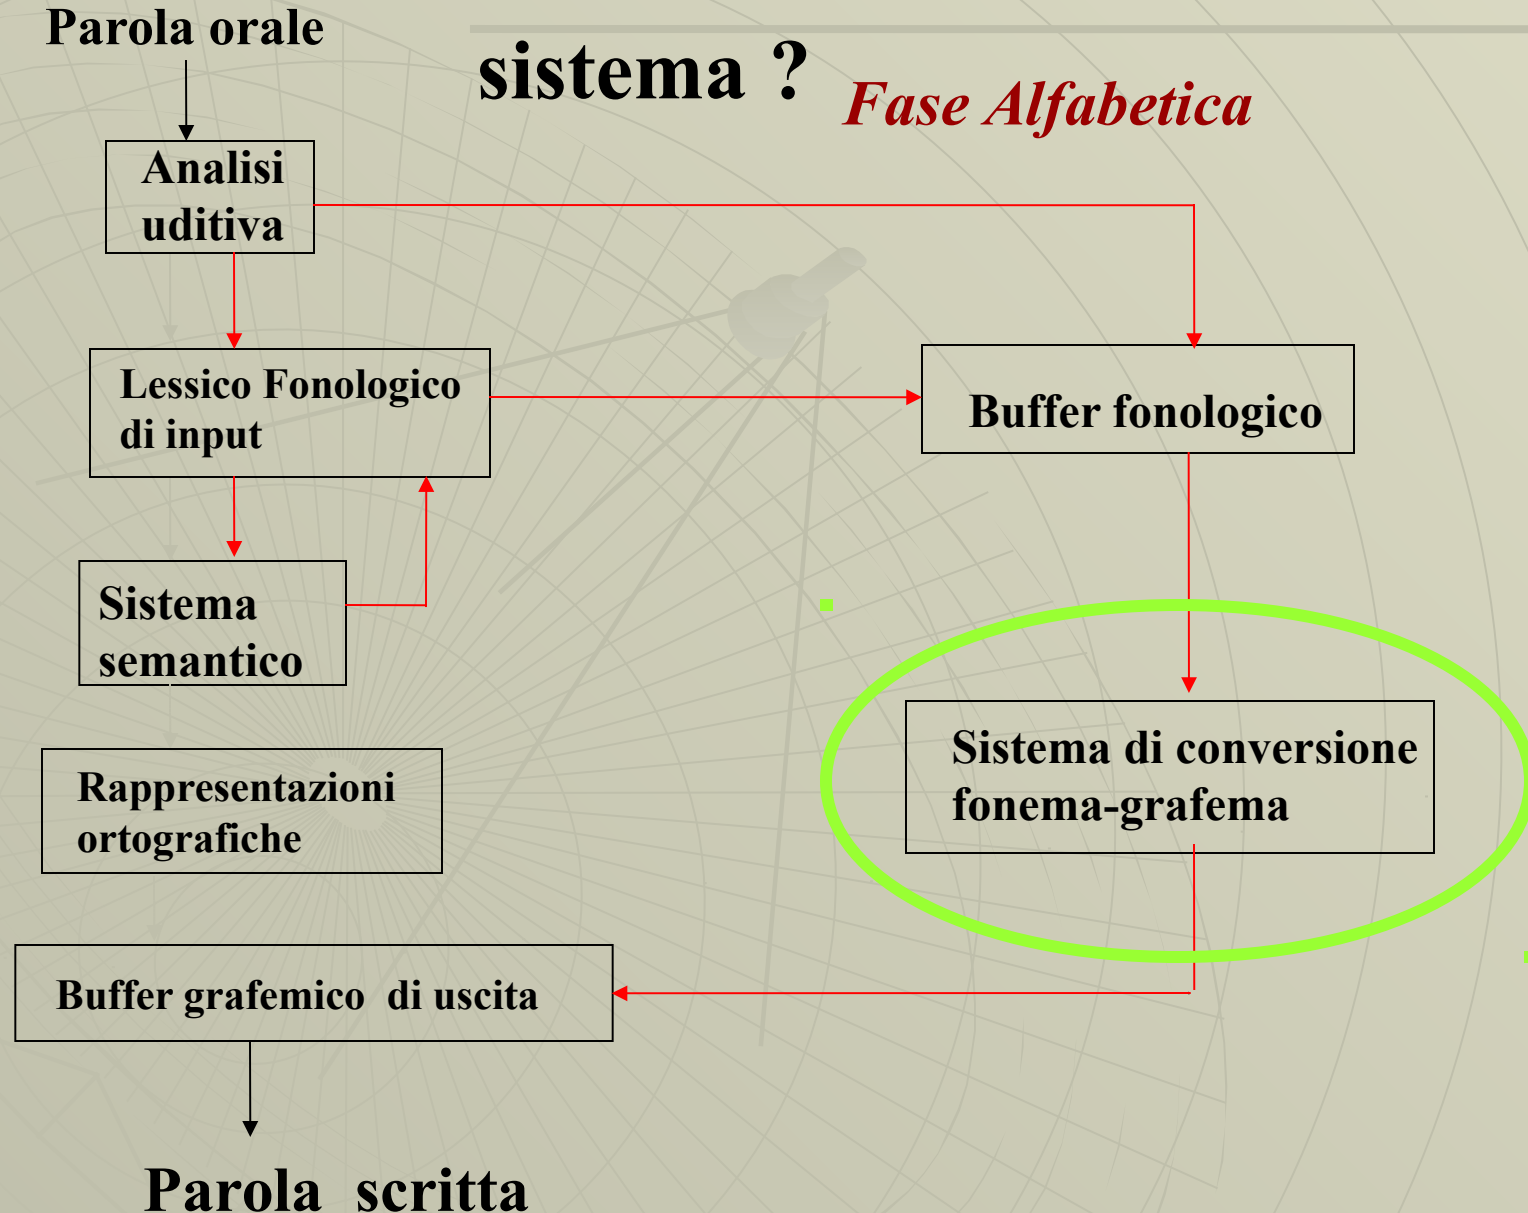 Parola orale
sistema ?
Fase Alfabetica
Analisi
uditiva
Lessico Fonologico
di input
Buffer fonologico
Sistema
semantico
Sistema di conversione
fonema-grafema
Rappresentazioni
ortografiche
Buffer grafemico di uscita
Parola scritta